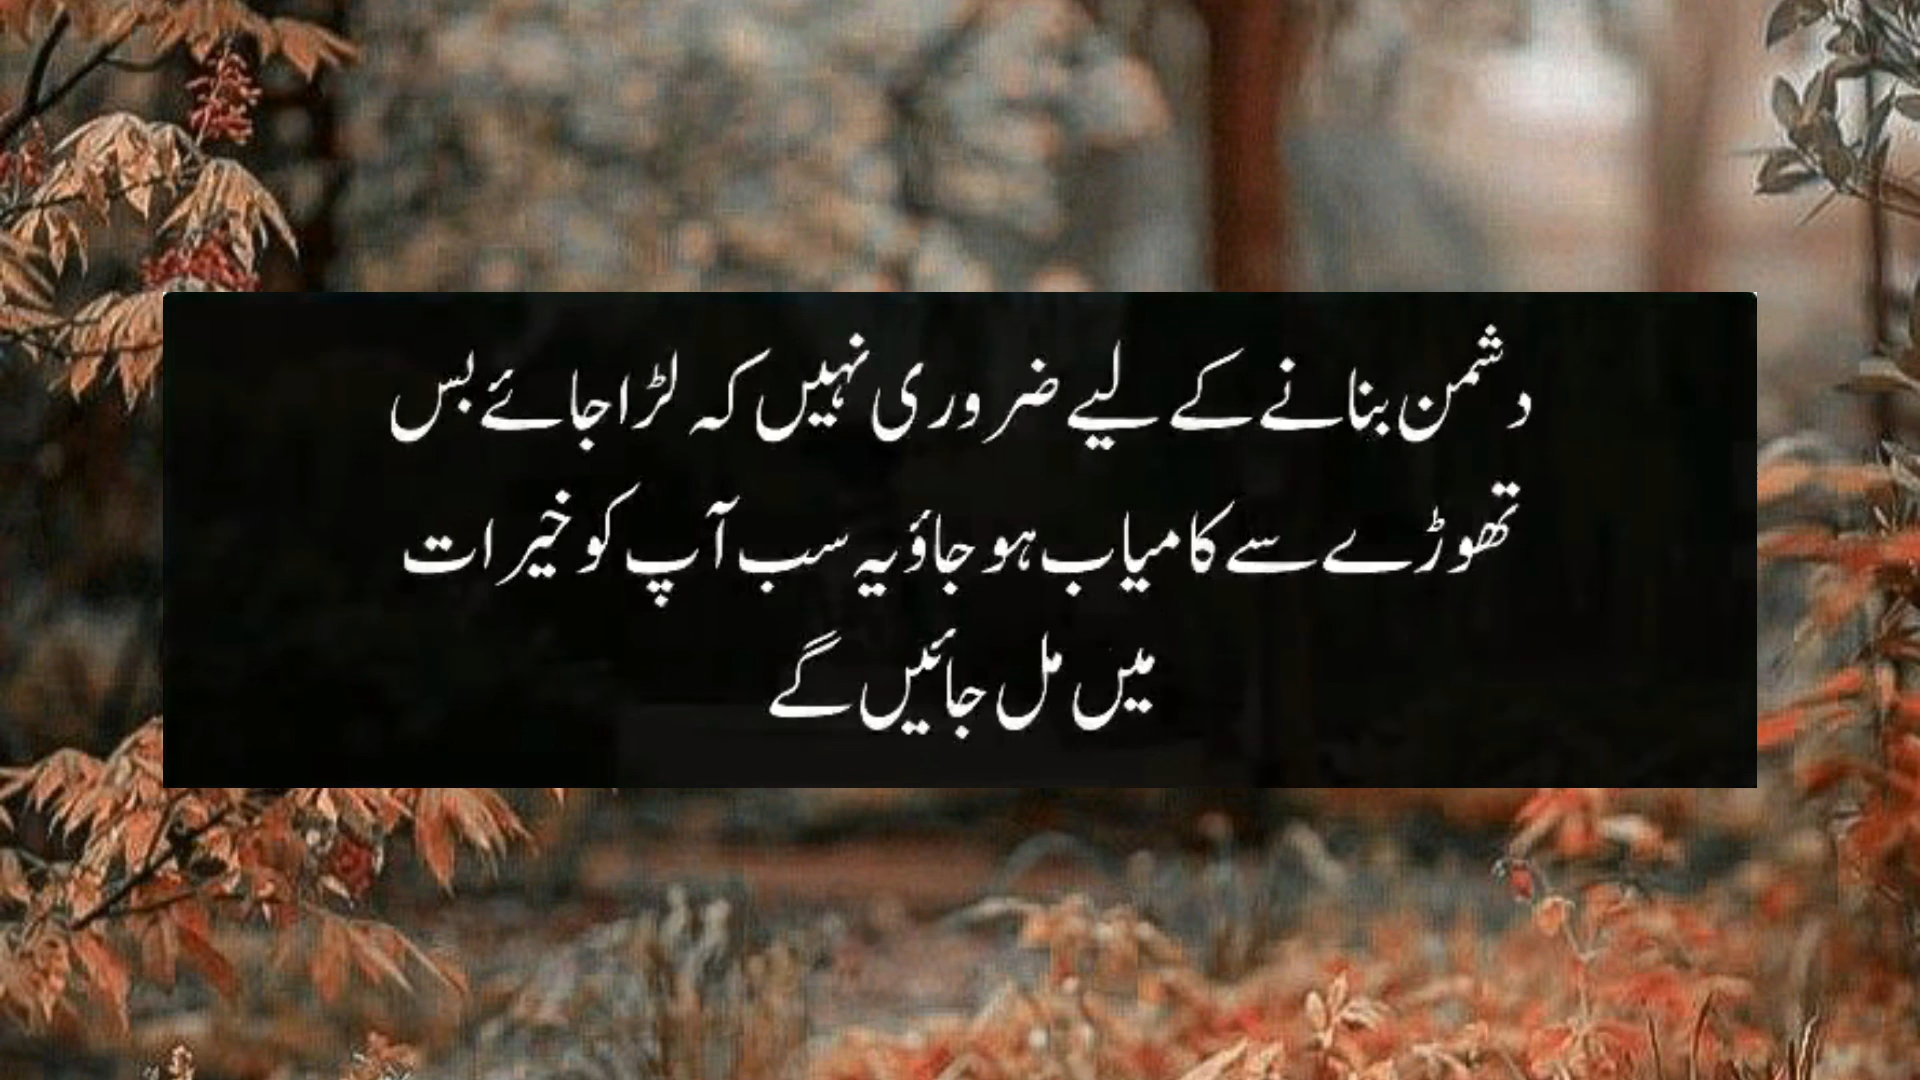 دشمن بنانے کے لیے ضروری نہیں کہ لڑا جائے بس
تھوڑے سے کامیاب ہو جاؤ یہ سب آپ کو خیرات
میں مل جائیں گے